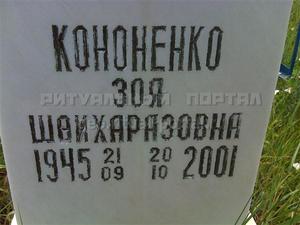 КОНОНЕНКО
ЗОЯ
РИТУАЛЬНЫЙ ПОРТАЛ
ШЕЙХАРАЗОВНА
1945 21 09 20 10 2001